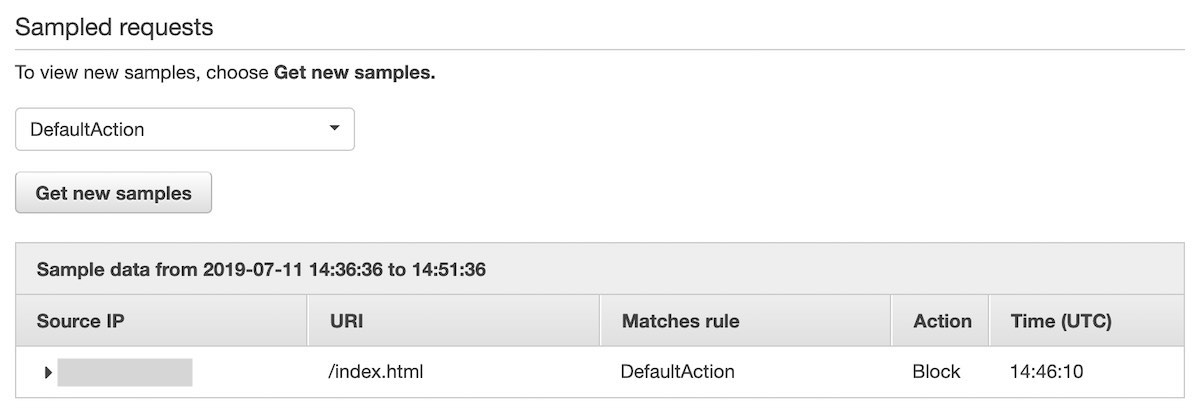 Sampled requests
To view new samples, choose Get new samples.
DefaultAction
Get new samples
Sample data from 2019-07-11 14:36:36 to 14:51:36
Source IP URI Matches rule Action Time (UTC)
/index.html DefaultAction Block 14:46:10